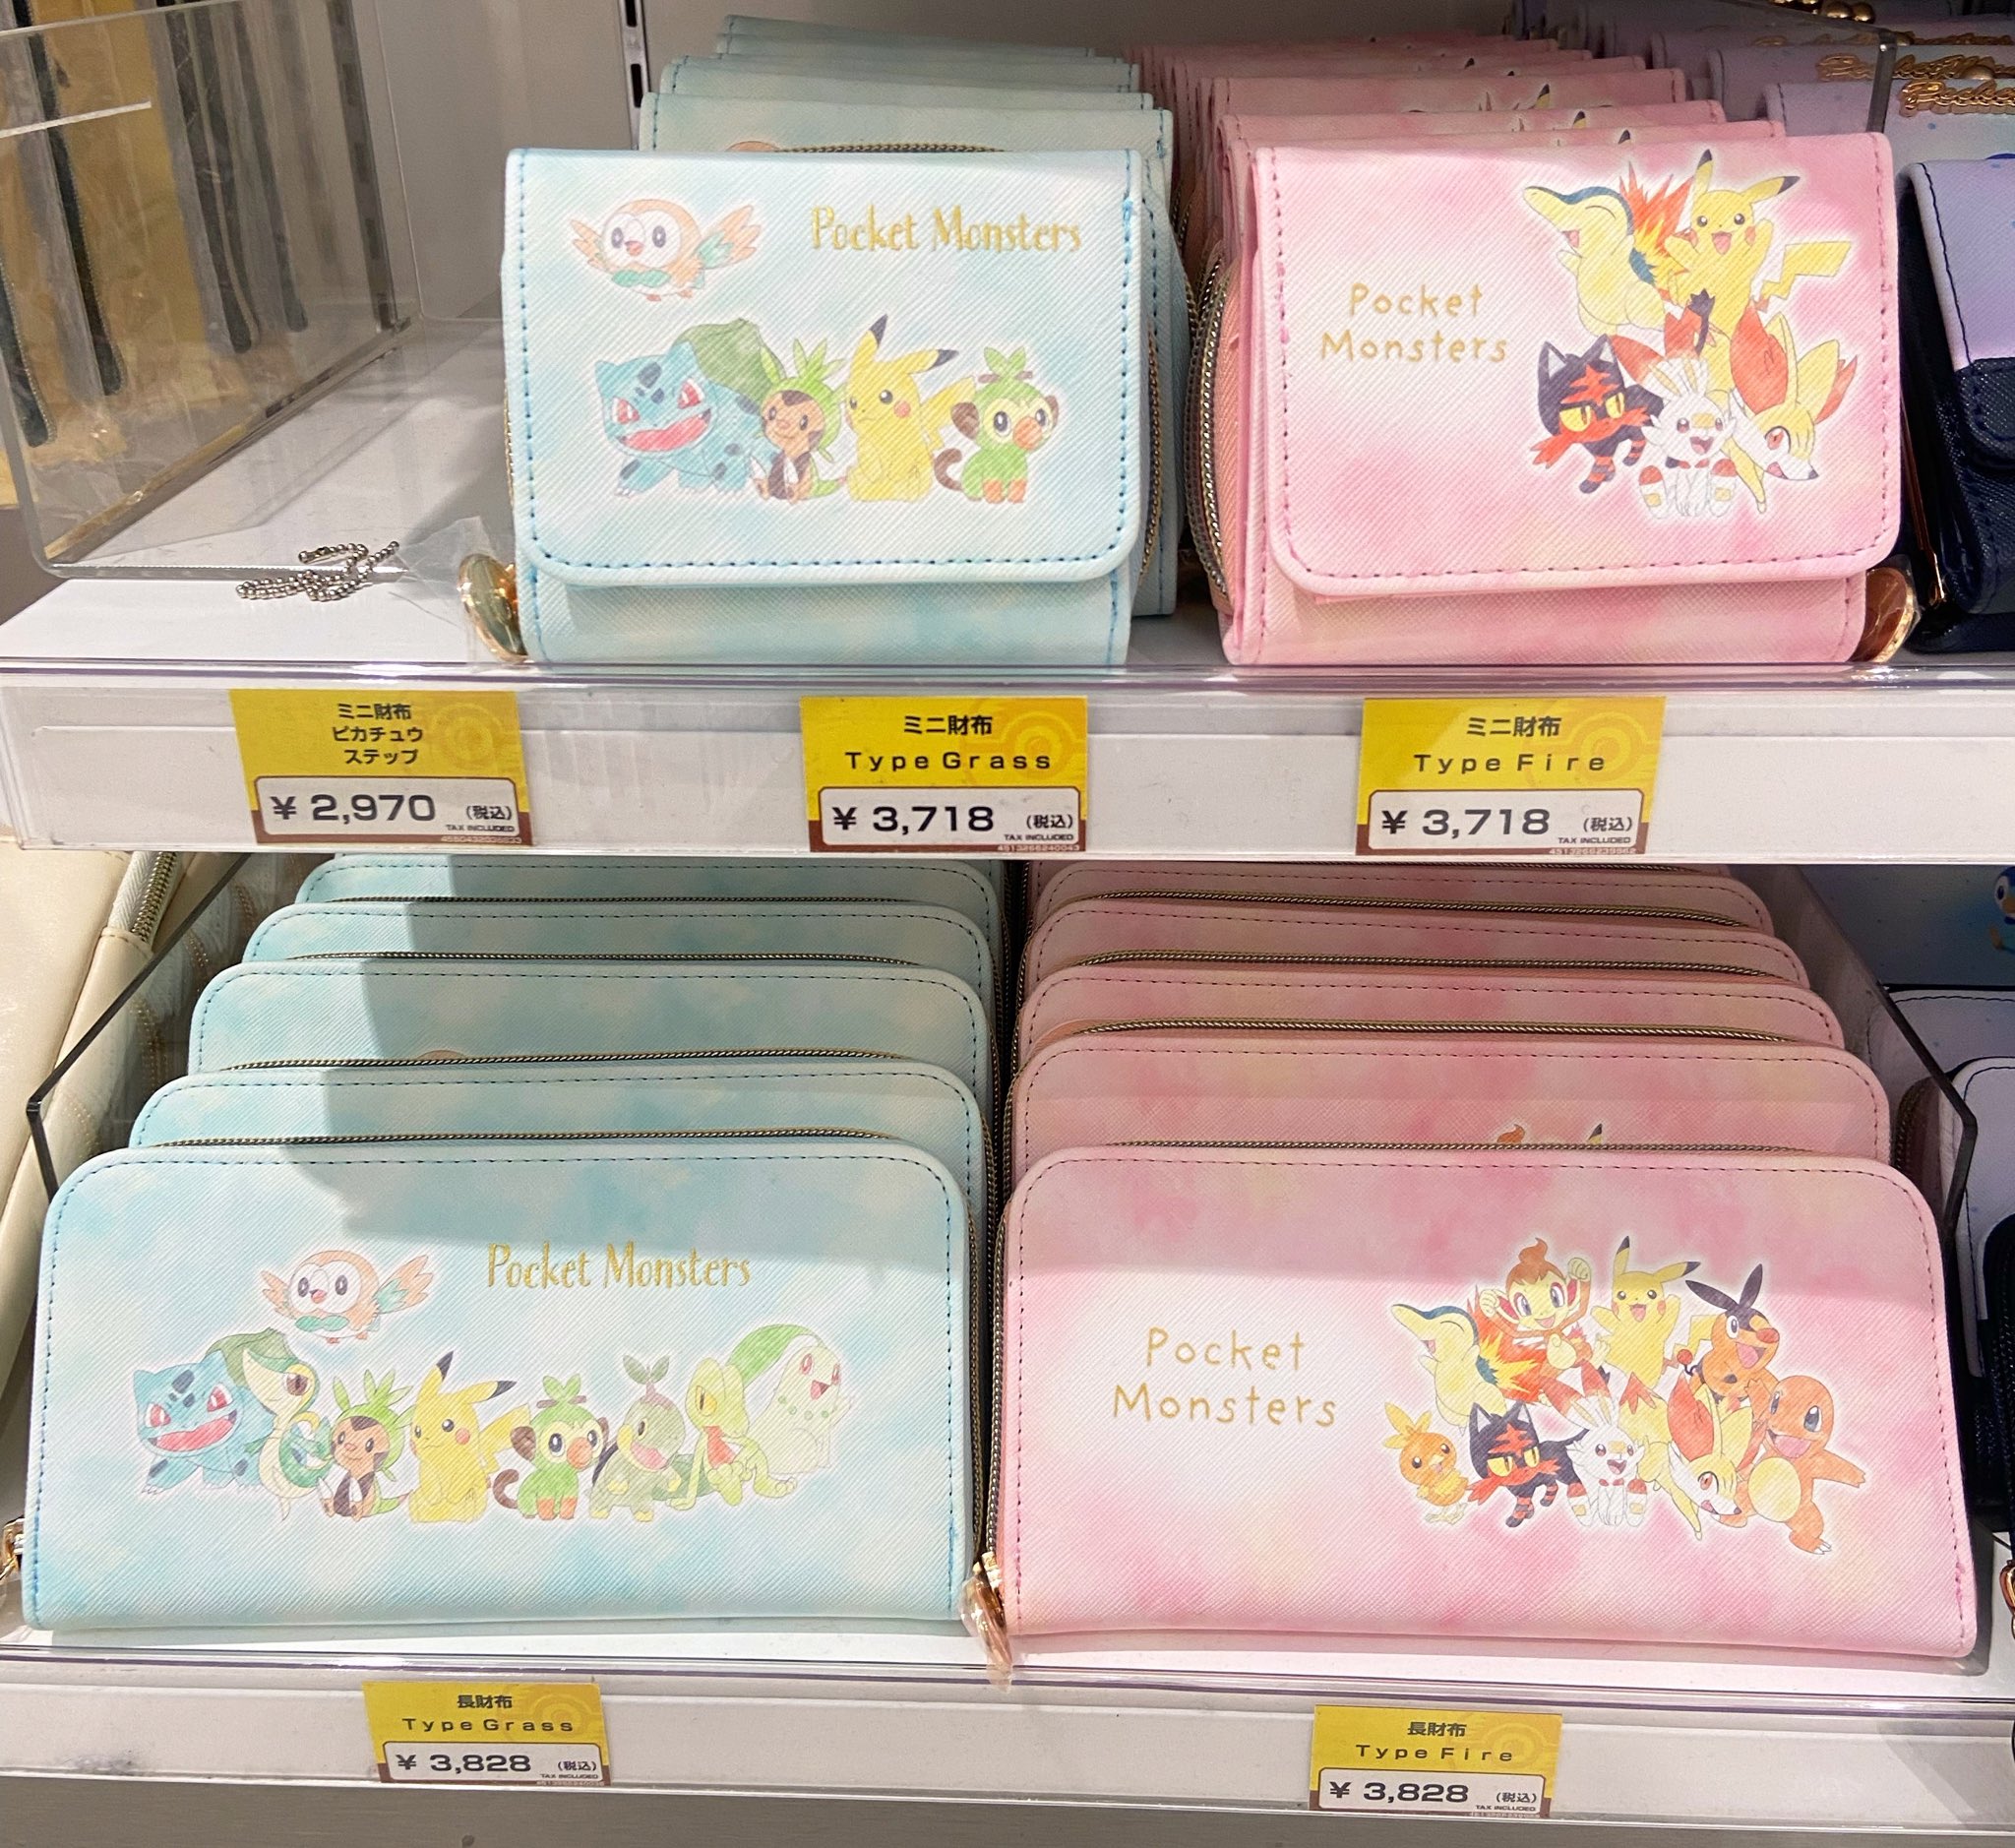 Pocket Monsters
Pocket
Monsters
ミニ財布
ピカチュウ
ステップ
¥ 2,970 (税込)
TAX INCLUDED
ミニ財布
Type Grass
¥ 3,718 (税込)
TAX INCLUDED
4513266240043
ミニ財布
Type Fire
¥ 3,718 (税込)
TAX INCLUDED
Pocket Monsters
Pocket
Monsters
長財布
Type Grass
¥ 3,828 (税込)
TAX INCLUDED
長財布
Type Fire
¥ 3,828 (税込)
TAX INCLUDED